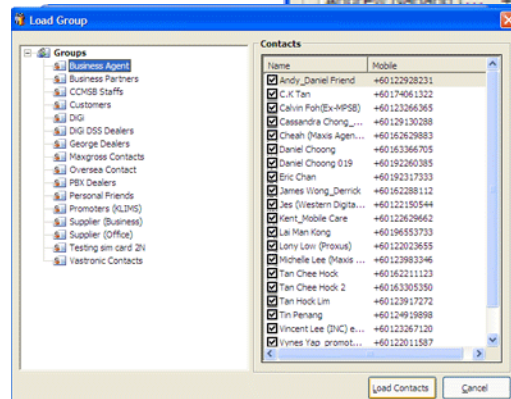 Load Group
Groups
Business Agent
Business Partners
CCMSB Staffs
Customers
DiGi
DiGi DSS Dealers
George Dealers
Maxgross Contacts
Oversea Contact
PBX Dealers
Personal Friends
Promoters (KLIMS)
Supplier (Business)
Supplier (Office)
Testing sim card 2N
Vastronic Contacts
Contacts
Name Mobile
Andy_Daniel Friend +60122928231
C.K Tan +60174061322
Calvin Foh(Ex-MPSB) +60123266365
Cassandra Chong_... +60129130288
Cheah (Maxis Agen... +60162629883
Daniel Choong +60163366705
Daniel Choong 019 +60192260385
Eric Chan +60192317333
James Wong_Derrick +60162288112
Jes (Western Digita... +60122150544
Kent_Mobile Care +60122629662
Lai Man Kong +60196553733
Lony Low (Proxus) +60122023655
Michelle Lee (Maxis ... +60123983346
Tan Chee Hock +60162211123
Tan Chee Hock 2 +60163305350
Tan Hock Lim +60123917272
Tin Penang +60124919898
Vincent Lee (INC) e... +60123267120
Vynes Yap_promot... +60122011587
Load Contacts Cancel